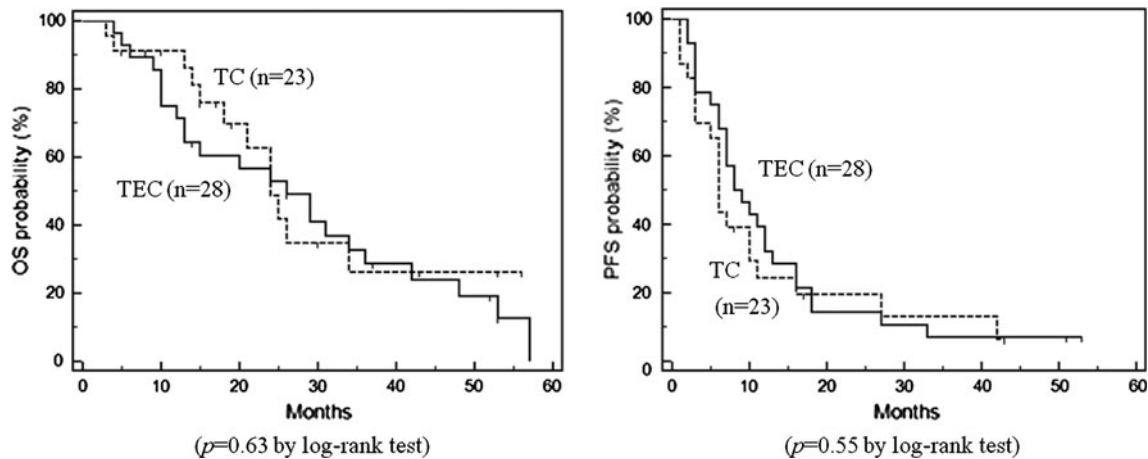 OS probability (%)
100
80
60
40
20
0
TC (n=23)
TEC (n=28)
0 10 20 30 40 50 60
Months
(p=0.63 by log-rank test)
PFS probability (%)
100
80
60
40
20
0
TEC (n=28)
TC
(n=23)
0 10 20 30 40 50 60
Months
(p=0.55 by log-rank test)